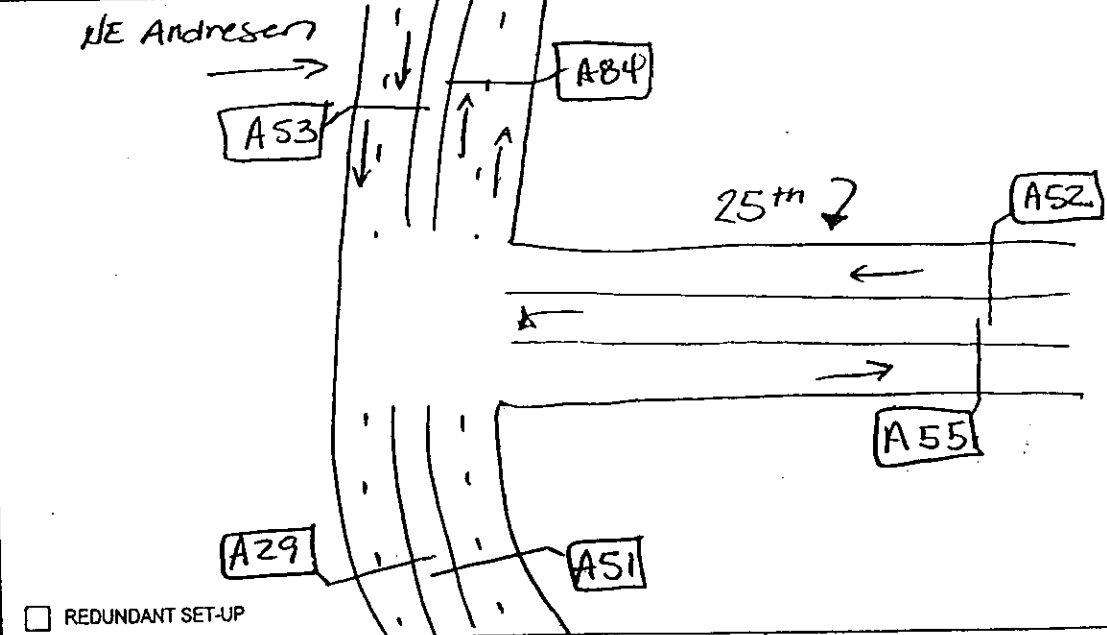 NE Andresen
A84
A53
25th
A52
A55
A29
A51
REDUNDANT SET-UP